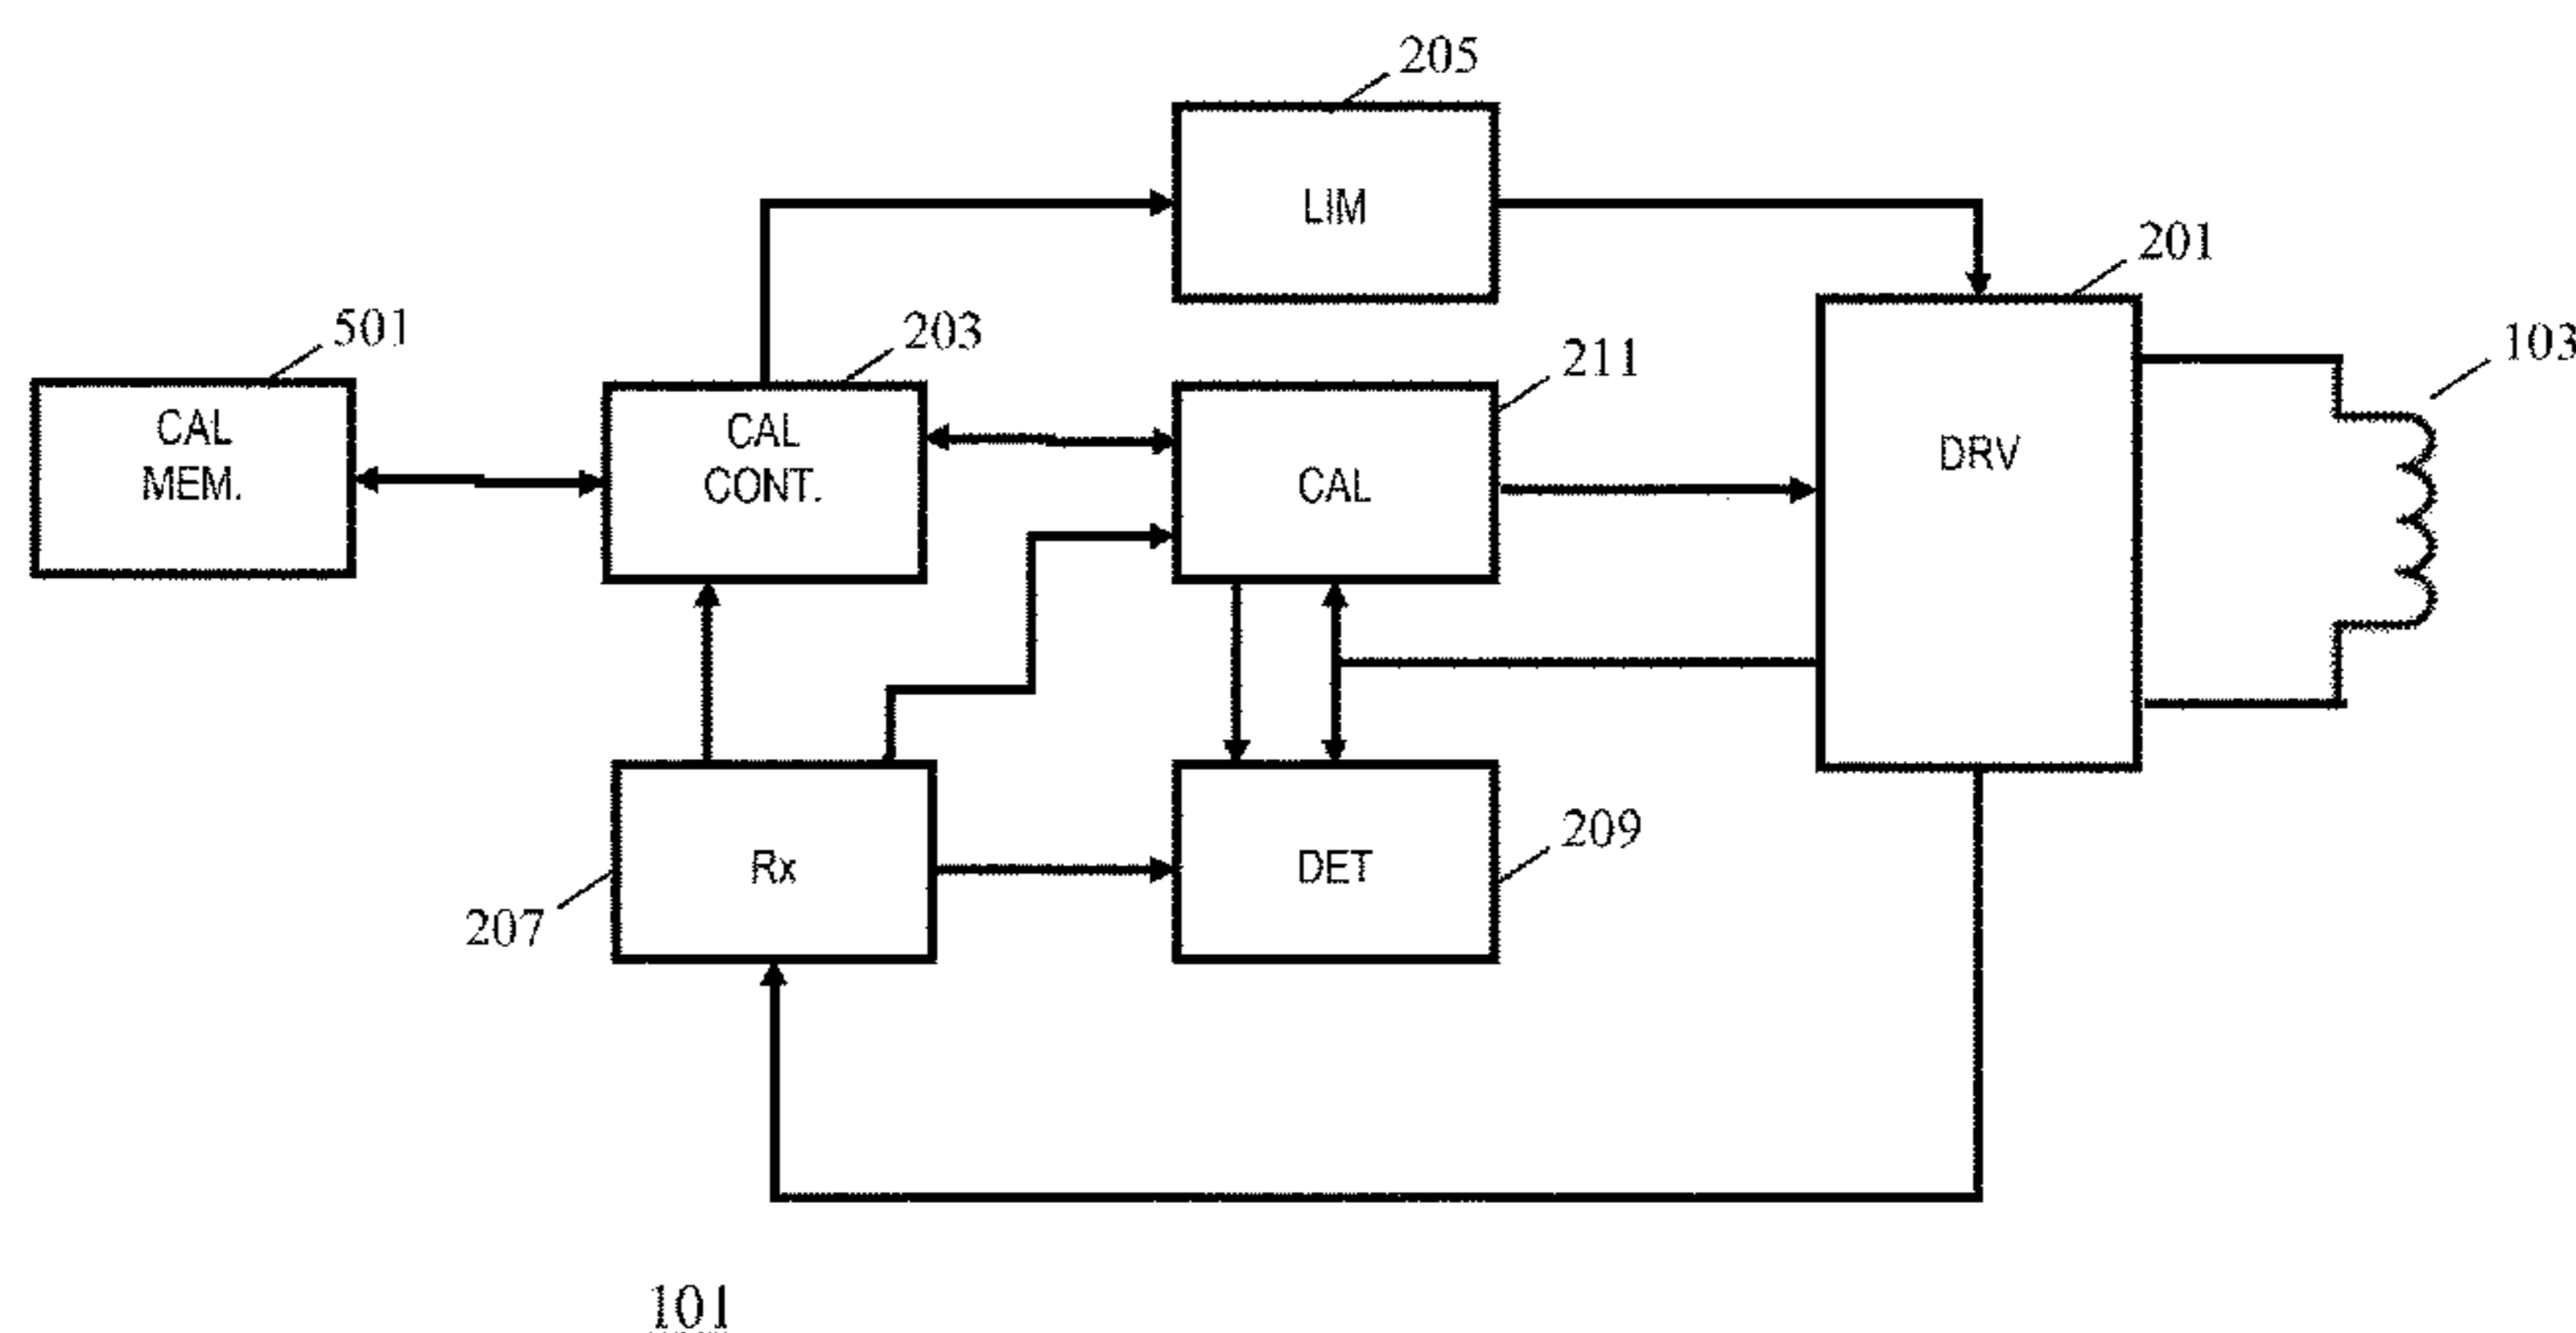 205
LIM
201
501
203
211
103
CAL
MEM.
CAL
CONT.
CAL
DRV
209
Rx
DET
207
101